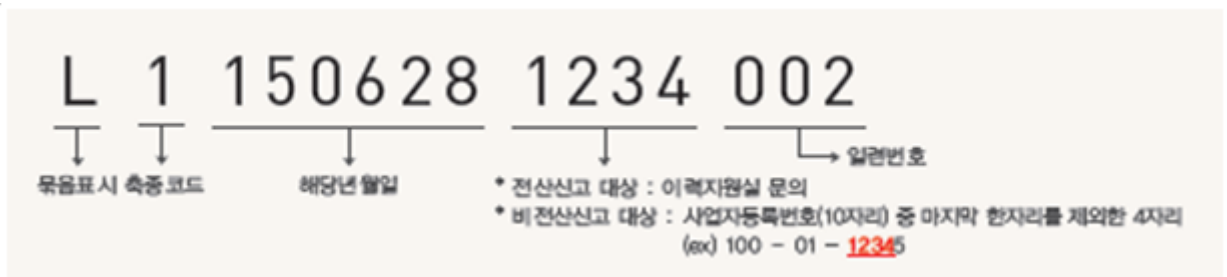 L 1 150628 1234 002
일련번호
묶음표시 축종코드 해당년월일
* 전산신고 대상 : 이력지원실 문의
* 비전산신고 대상 : 사업자등록번호(10자리) 중 마지막 한자리를 제외한 4자리
(ex) 100 - 01 - 12345